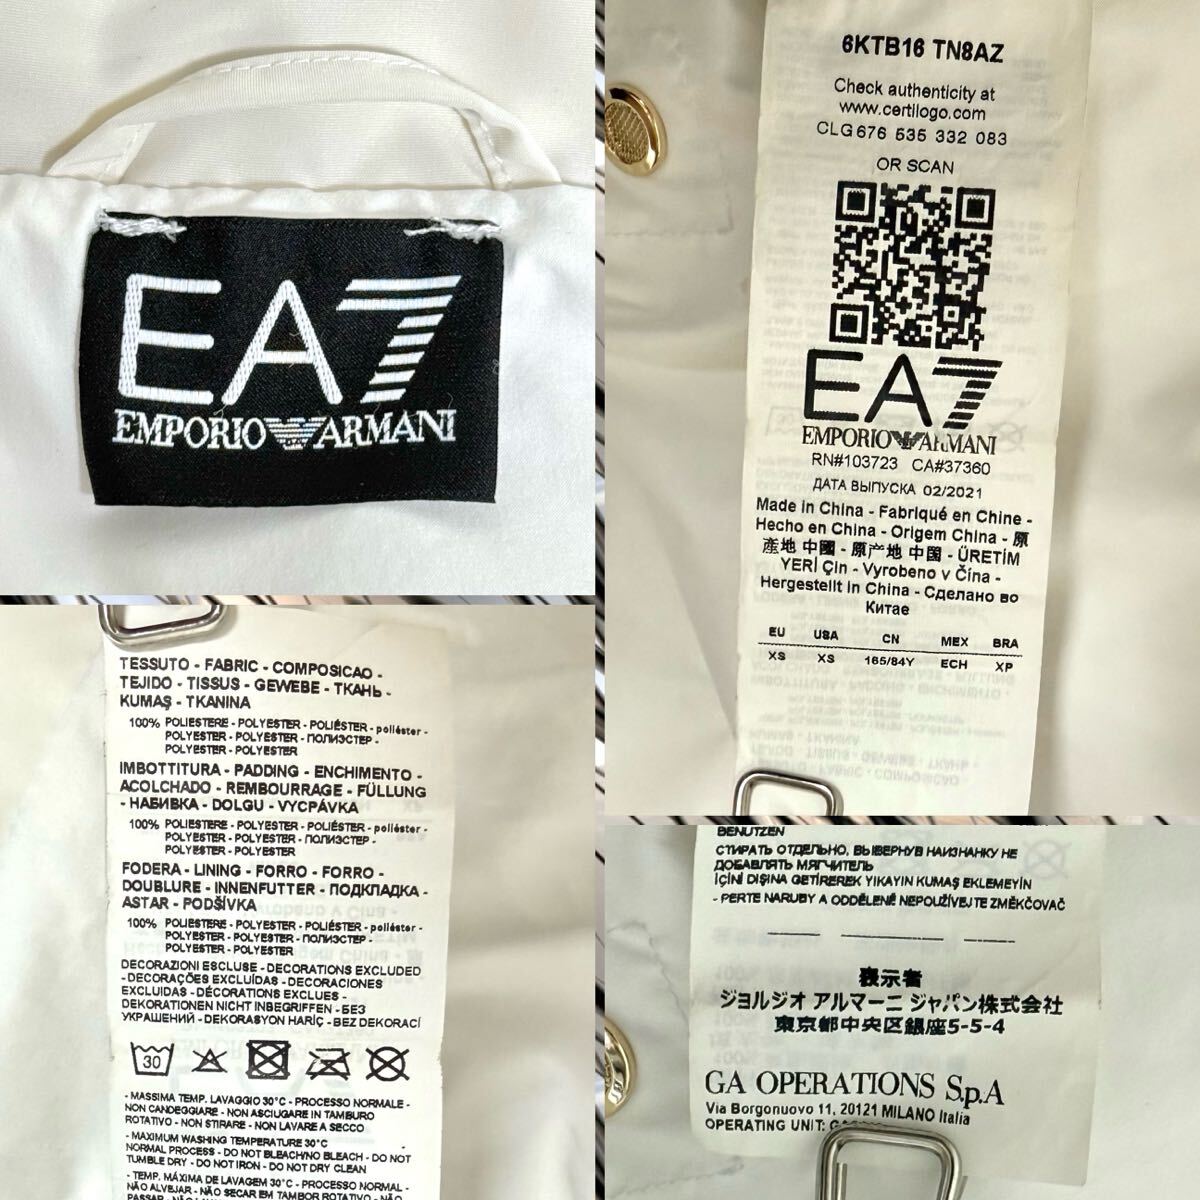 EA7
EMPORIO ARMANI
6KTB16 TN8AZ
Check authenticity at
www.certilogo.com
CLG 676 535 332 083
OR SCAN
EA7
EMPORIO ARMANI
RN#103723 CA#37360
ДАТА ВЫПУСКА 02/2021
Made in China - Fabriqué en Chine -
Hecho en China - Origem China - 原
產地 中國 - 原产地 中国 - ÜRETİM
YERİ Çin - Vyrobeno v Čína -
Hergestellt in China - Сделано во
Китае
EU USA CN MEX BRA
XS XS 165/84Y ECH XP
TESSUTO - FABRIC - COMPOSICAO -
TEJIDO - TISSUS - GEWEBE - ТКАНЬ -
KUMAŞ - TKANINA
100% POLIESTERE - POLYESTER - POLIÉSTER - poliéster -
POLYESTER - POLYESTER - ПОЛИЭСТЕР -
POLYESTER - POLYESTER
IMBOTTITURA - PADDING - ENCHIMENTO -
ACOLCHADO - REMBOURRAGE - FÜLLUNG
- НАБИВКА - DOLGU - VYCPÁVKA
100% POLIESTERE - POLYESTER - POLIÉSTER - poliéster -
POLYESTER - POLYESTER - ПОЛИЭСТЕР -
POLYESTER - POLYESTER
FODERA - LINING - FORRO - FORRO -
DOUBLURE - INNENFUTTER - ПОДКЛАДКА -
ASTAR - PODŠÍVKA
100% POLIESTERE - POLYESTER - POLIÉSTER - poliéster -
POLYESTER - POLYESTER - ПОЛИЭСТЕР -
POLYESTER - POLYESTER
DECORAZIONI ESCLUSE - DECORATIONS EXCLUDED
- DECORAÇÕES EXCLUÍDAS - DECORACIONES
EXCLUIDAS - DÉCORATIONS EXCLUES -
DEKORATIONEN NICHT INBEGRIFFEN - БЕЗ
УКРАШЕНИЙ - DEKORASYON HARİÇ - BEZ DEKORACÍ
30
- MASSIMA TEMP. LAVAGGIO 30°C - PROCESSO NORMALE -
NON CANDEGGIARE - NON ASCIUGARE IN TAMBURO
ROTATIVO - NON STIRARE - NON LAVARE A SECCO
- MAXIMUM WASHING TEMPERATURE 30°C
NORMAL PROCESS - DO NOT BLEACH/NO BLEACH - DO NOT
TUMBLE DRY - DO NOT IRON - DO NOT DRY CLEAN
- TEMP. MÁXIMA DE LAVAGEM 30°C - PROCESSO NORMAL -
NÃO ALVEJAR - NÃO SECAR EM TAMBOR ROTATIVO - NÃO
BENUTZEN
СТИРАТЬ ОТДЕЛЬНО, ВЫВЕРНУВ НАИЗНАНКУ НЕ
ДОБАВЛЯТЬ МЯГЧИТЕЛЬ
İÇİNİ DIŞINA GETİREREK YIKAYIN KUMAŞ EKLEMEYİN
- PERTE NARUBY A ODDĚLENĚ NEPOUŽÍVEJTE ZMĚKČOVAČ
表示者
ジョルジオ アルマーニ ジャパン株式会社
東京都中央区銀座5-5-4
GA OPERATIONS S.p.A
Via Borgonuovo 11, 20121 MILANO Italia
OPERATING UNIT: